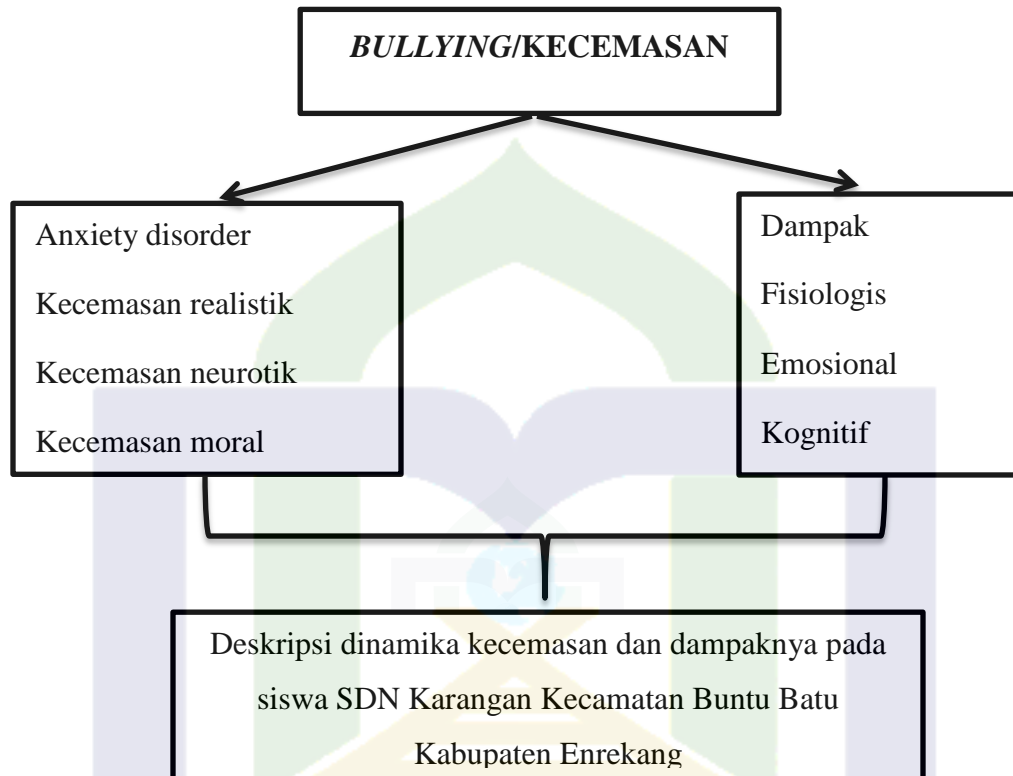 BULLYING/KECEMASAN
Anxiety disorder
Kecemasan realistik
Kecemasan neurotik
Kecemasan moral
Dampak
Fisiologis
Emosional
Kognitif
Deskripsi dinamika kecemasan dan dampaknya pada
siswa SDN Karangan Kecamatan Buntu Batu
Kabupaten Enrekang